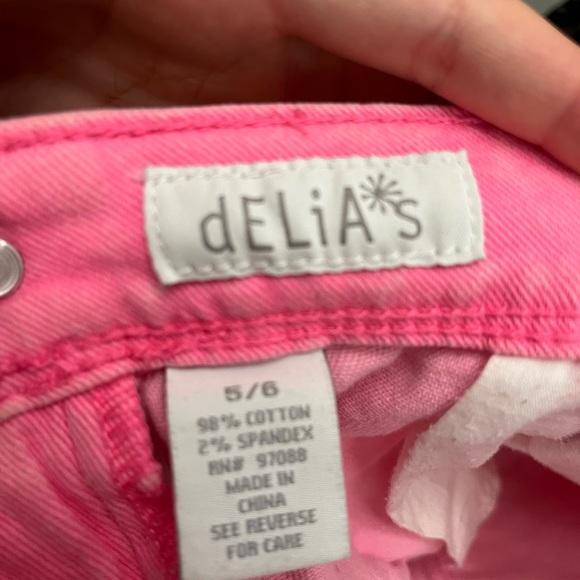 dELiA*s
5/6
98% COTTON
2% SPANDEX
RN# 97088
MADE IN
CHINA
SEE REVERSE
FOR CARE